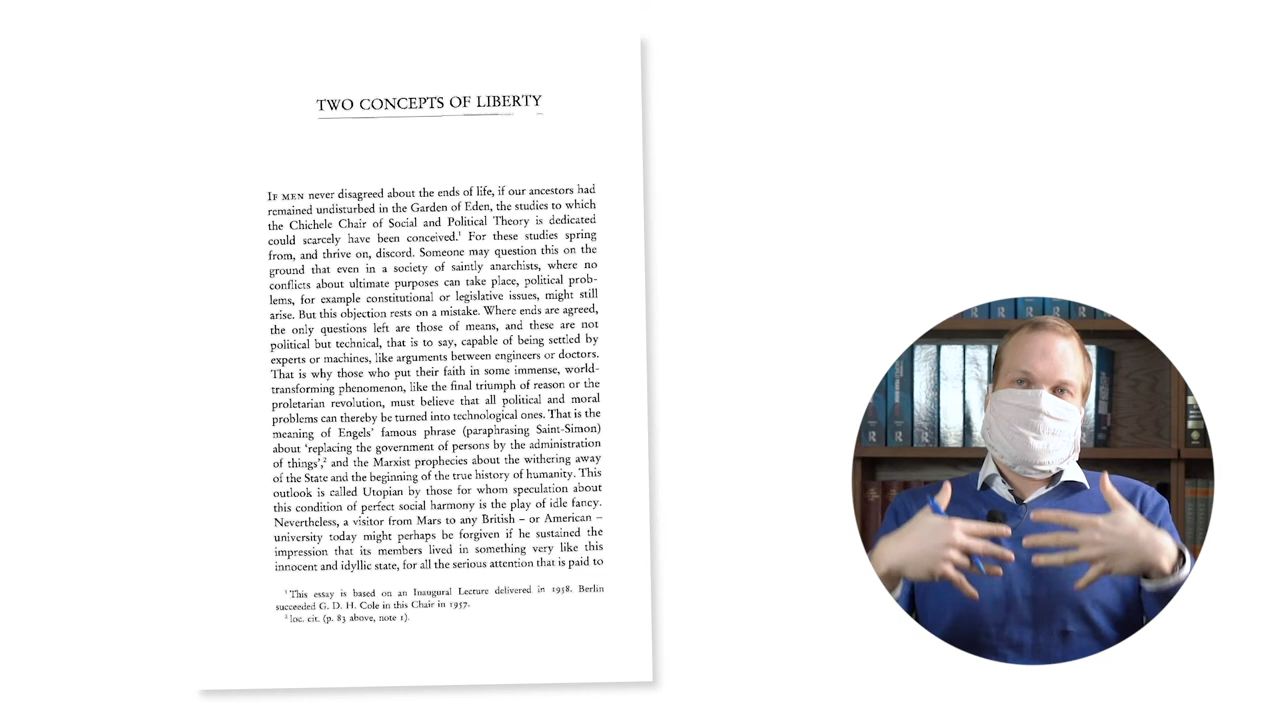 TWO CONCEPTS OF LIBERTY
IF MEN never disagreed about the ends of life, if our ancestors had
remained undisturbed in the Garden of Eden, the studies to which
the Chichele Chair of Social and Political Theory is dedicated
could scarcely have been conceived.¹ For these studies spring
from, and thrive on, discord. Someone may question this on the
ground that even in a society of saintly anarchists, where no
conflicts about ultimate purposes can take place, political prob-
lems, for example constitutional or legislative issues, might still
arise. But this objection rests on a mistake. Where ends are agreed,
the only questions left are those of means, and these are not
political but technical, that is to say, capable of being settled by
experts or machines, like arguments between engineers or doctors.
That is why those who put their faith in some immense, world-
transforming phenomenon, like the final triumph of reason or the
proletarian revolution, must believe that all political and moral
problems can thereby be turned into technological ones. That is the
meaning of Engels' famous phrase (paraphrasing Saint-Simon)
about 'replacing the government of persons by the administration
of things',² and the Marxist prophecies about the withering away
of the State and the beginning of the true history of humanity. This
outlook is called Utopian by those for whom speculation about
this condition of perfect social harmony is the play of idle fancy.
Nevertheless, a visitor from Mars to any British – or American –
university today might perhaps be forgiven if he sustained the
impression that its members lived in something very like this
innocent and idyllic state, for all the serious attention that is paid to
¹ This essay is based on an Inaugural Lecture delivered in 1958. Berlin
succeeded G. D. H. Cole in this Chair in 1957.
² loc. cit. (p. 83 above, note 1).